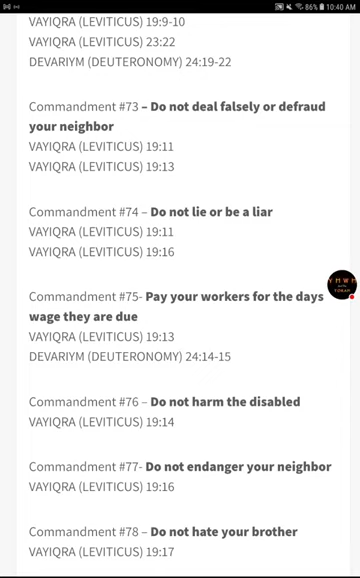 86% 10:40 AM
VAYIQRA (LEVITICUS) 19:9-10
VAYIQRA (LEVITICUS) 23:22
DEVARIYM (DEUTERONOMY) 24:19-22
Commandment #73 – Do not deal falsely or defraud
your neighbor
VAYIQRA (LEVITICUS) 19:11
VAYIQRA (LEVITICUS) 19:13
Commandment #74 – Do not lie or be a liar
VAYIQRA (LEVITICUS) 19:11
VAYIQRA (LEVITICUS) 19:16
Commandment #75- Pay your workers for the days
wage they are due
VAYIQRA (LEVITICUS) 19:13
DEVARIYM (DEUTERONOMY) 24:14-15
Commandment #76 – Do not harm the disabled
VAYIQRA (LEVITICUS) 19:14
Commandment #77- Do not endanger your neighbor
VAYIQRA (LEVITICUS) 19:16
Commandment #78 – Do not hate your brother
VAYIQRA (LEVITICUS) 19:17